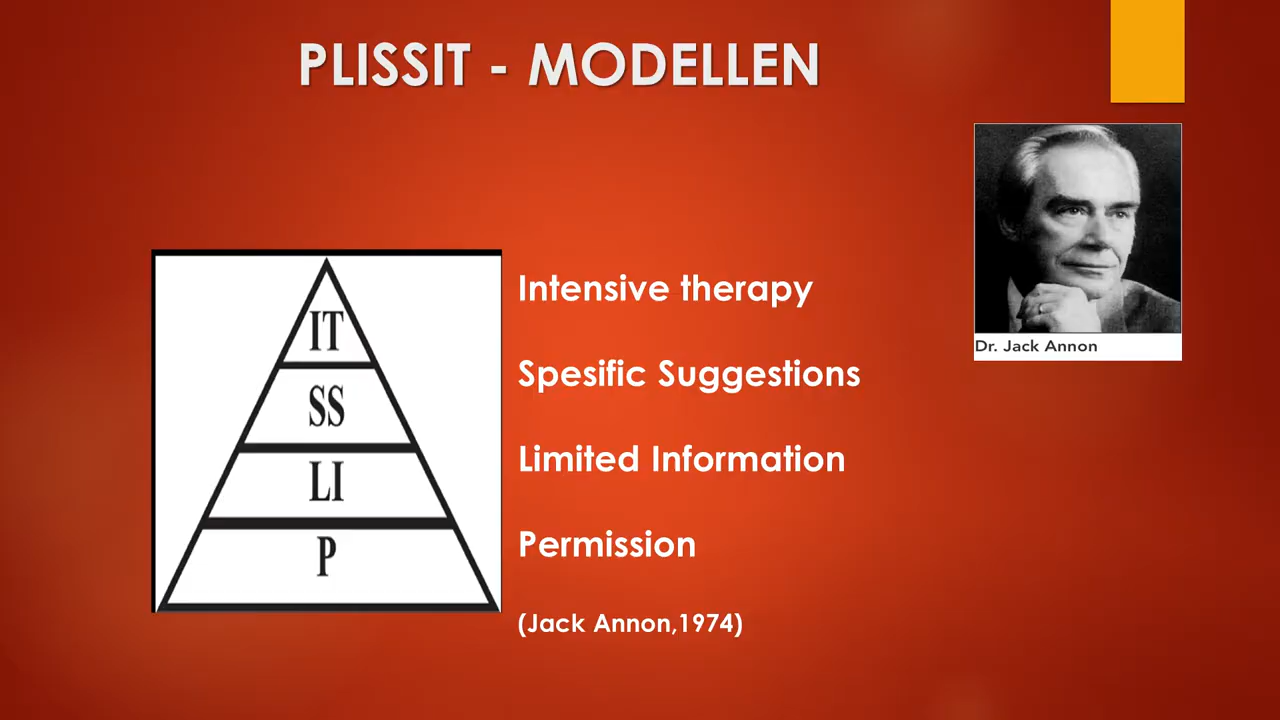 PLISSIT - MODELLEN
IT
SS
LI
P
Intensive therapy
Spesific Suggestions
Limited Information
Permission
(Jack Annon,1974)
Dr. Jack Annon